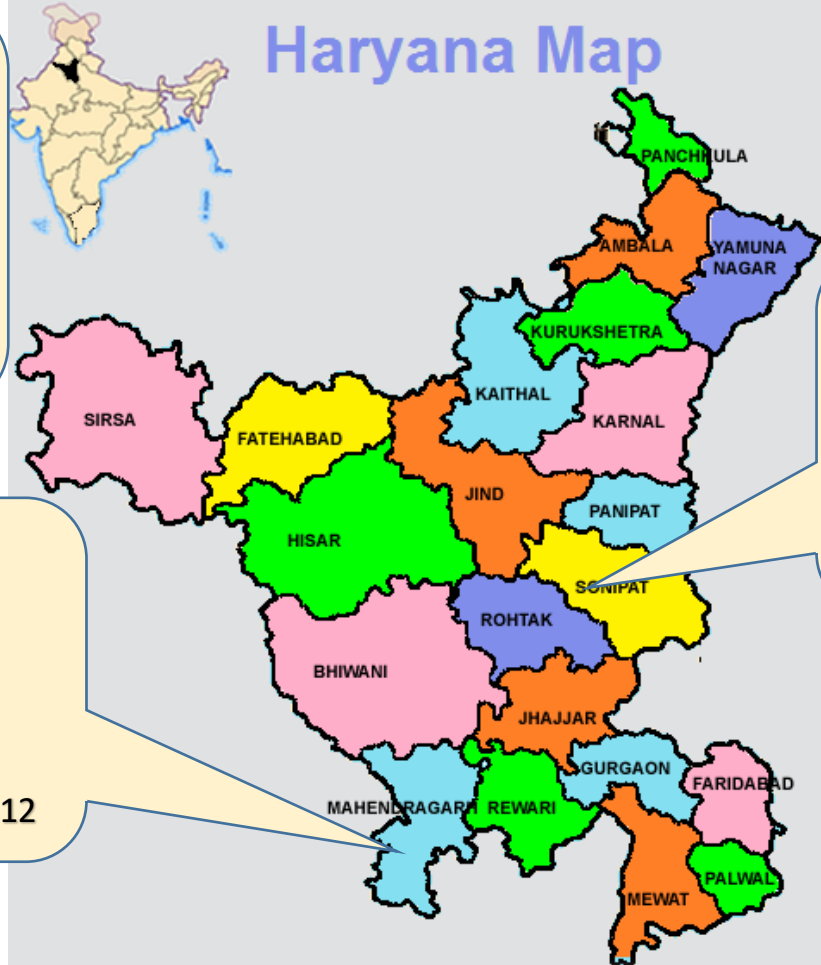 Haryana Map
PANCHKULA
AMBALA
YAMUNA
NAGAR
KURUKSHETRA
KAITHAL
KARNAL
SIRSA
FATEHABAD
JIND
PANIPAT
HISAR
SONIPAT
ROHTAK
BHIWANI
JHAJJAR
GURGAON
FARIDABAD
MAHENDRAGARH
REWARI
12
PALWAL
MEWAT